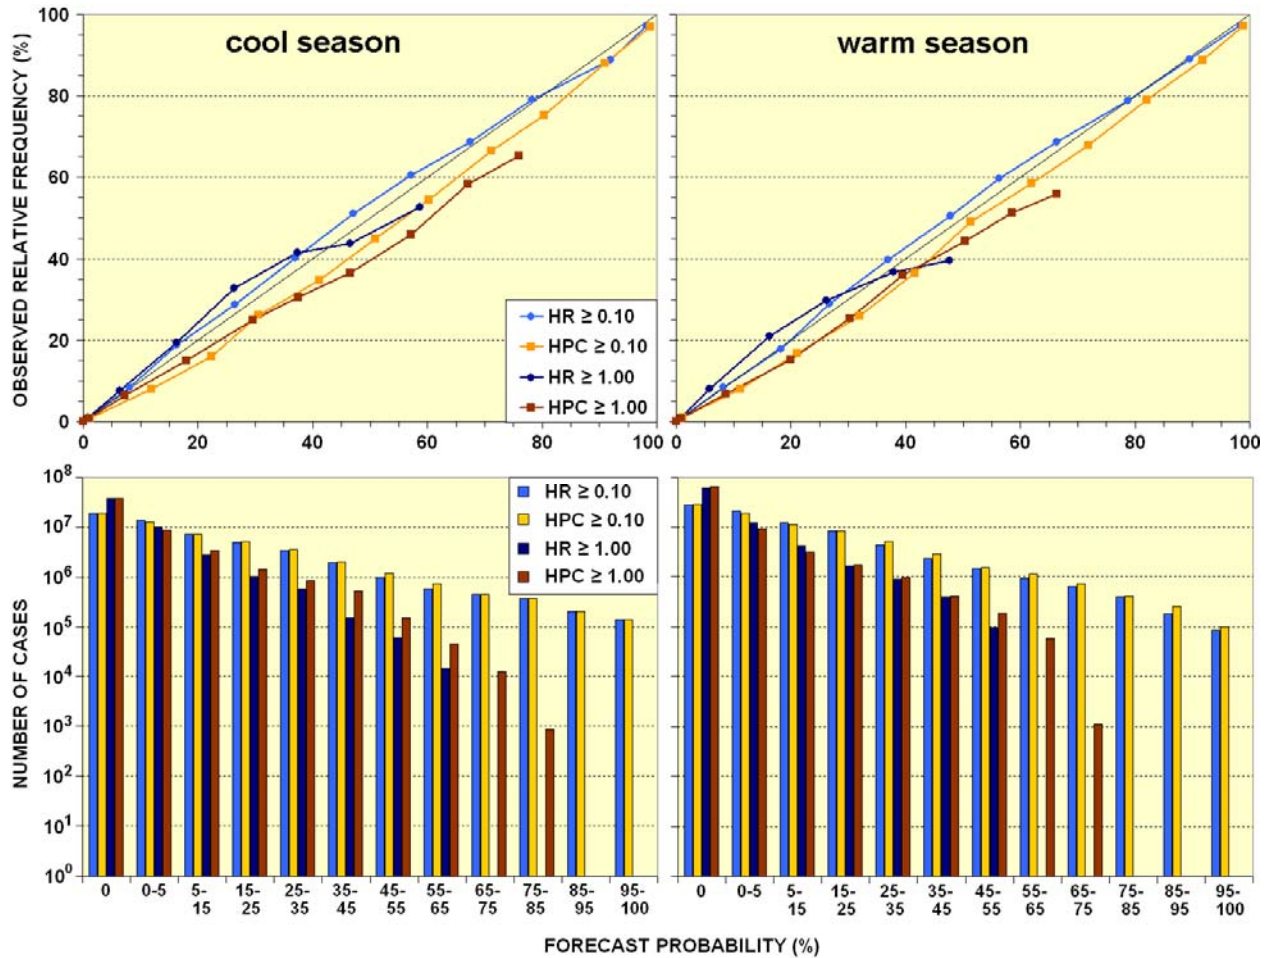 cool season
warm season
OBSERVED RELATIVE FREQUENCY (%)
100
80
60
40
20
0
0 20 40 60 80 100
0 20 40 60 80 100
HR ≥ 0.10
HPC ≥ 0.10
HR ≥ 1.00
HPC ≥ 1.00
NUMBER OF CASES
10⁸
10⁷
10⁶
10⁵
10⁴
10³
10²
10¹
10⁰
HR ≥ 0.10
HPC ≥ 0.10
HR ≥ 1.00
HPC ≥ 1.00
0 0-5 5-15 15-25 25-35 35-45 45-55 55-65 65-75 75-85 85-95 95-100
0 0-5 5-15 15-25 25-35 35-45 45-55 55-65 65-75 75-85 85-95 95-100
FORECAST PROBABILITY (%)